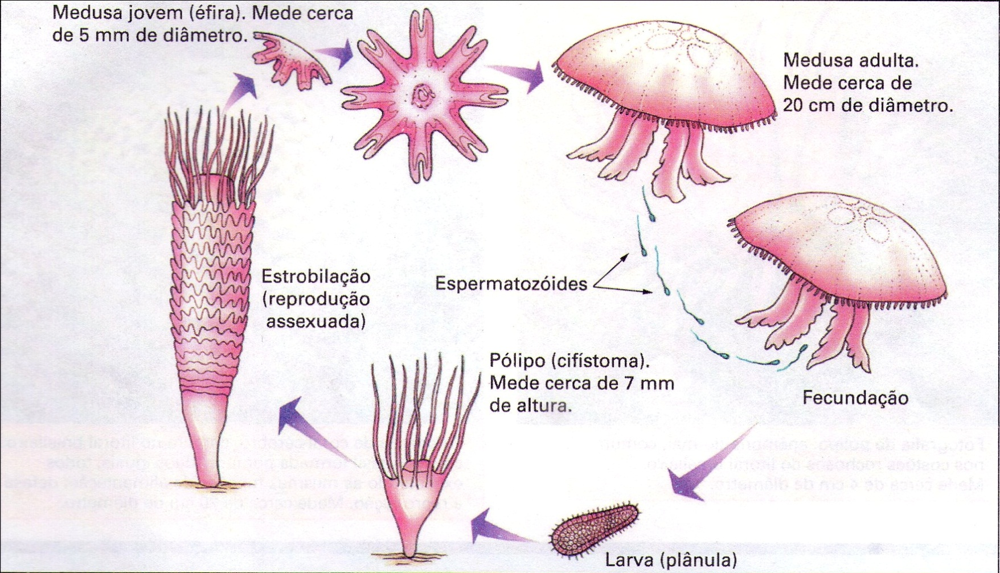 Medusa jovem (éfira). Mede cerca
de 5 mm de diâmetro.
Medusa adulta.
Mede cerca de
20 cm de diâmetro.
Estrobilação
(reprodução
assexuada)
Espermatozóides
Pólipo (cifístoma).
Mede cerca de 7 mm
de altura.
Fecundação
Larva (plânula)